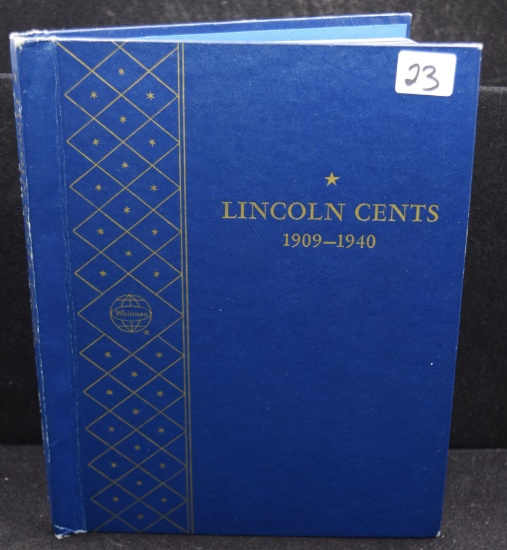 23
LINCOLN CENTS
1909–1940
Whitman
®